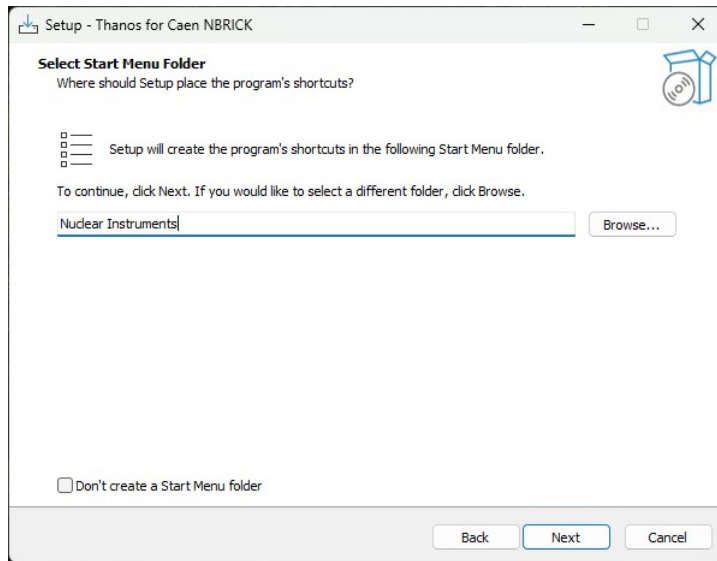 Setup - Thanos for Caen NBRICK
Select Start Menu Folder
Where should Setup place the program's shortcuts?
Setup will create the program's shortcuts in the following Start Menu folder.
To continue, click Next. If you would like to select a different folder, click Browse.
Nuclear Instruments
Browse...
Don't create a Start Menu folder
Back
Next
Cancel